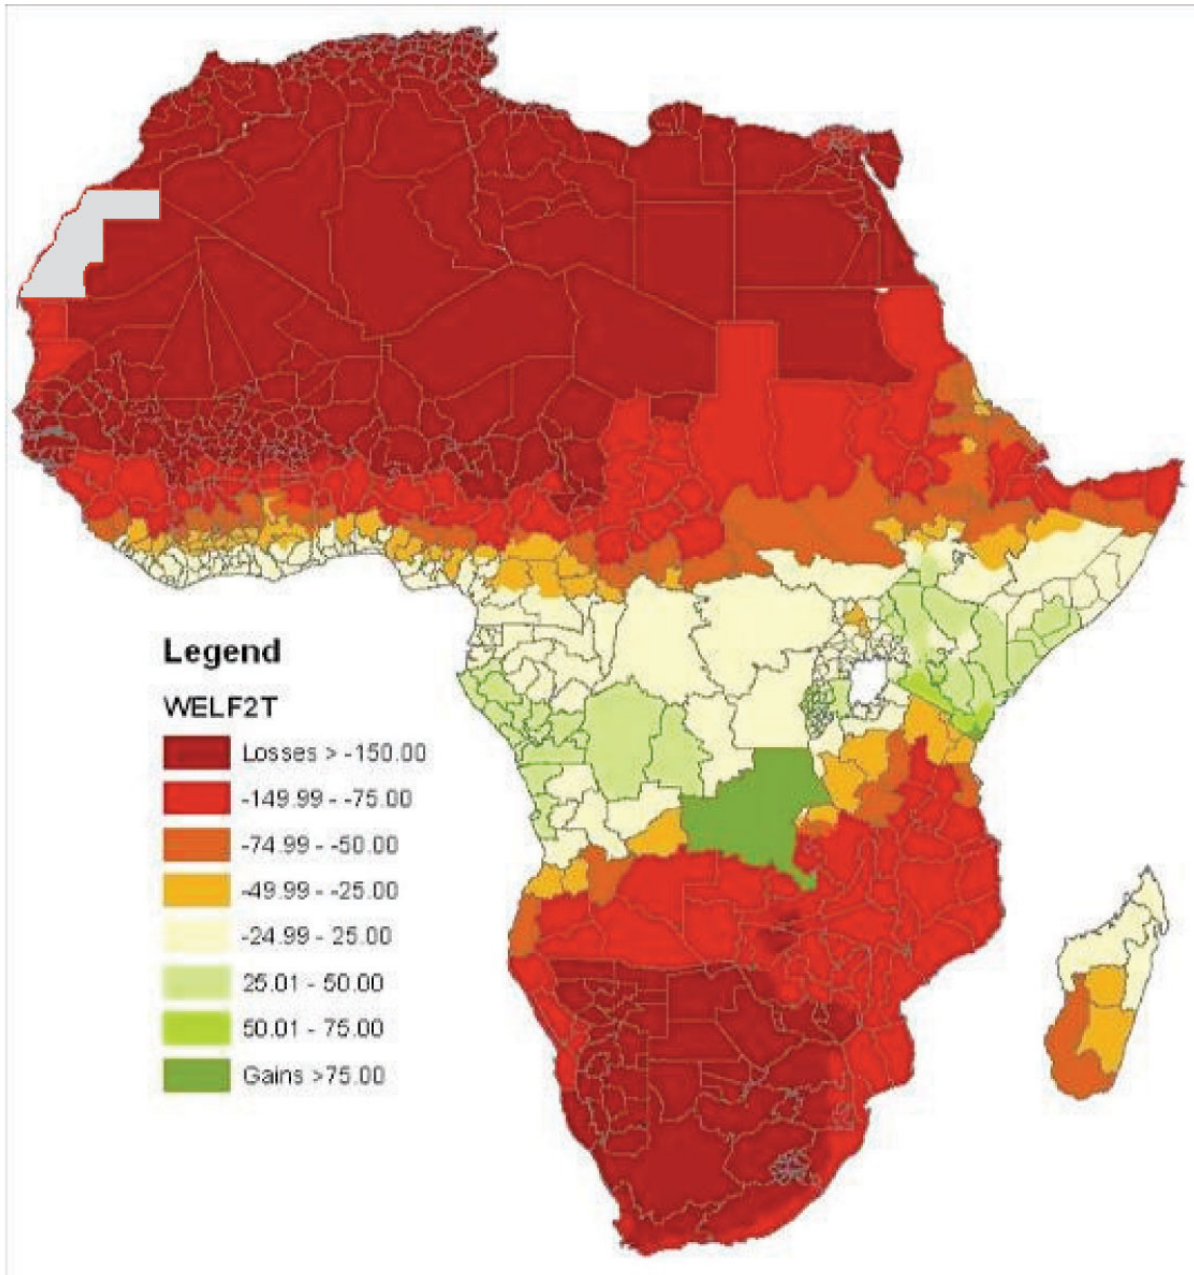 Legend
WELF2T
Losses > -150.00
-149.99 - -75.00
-74.99 - -50.00
-49.99 - -25.00
-24.99 - 25.00
25.01 - 50.00
50.01 - 75.00
Gains >75.00